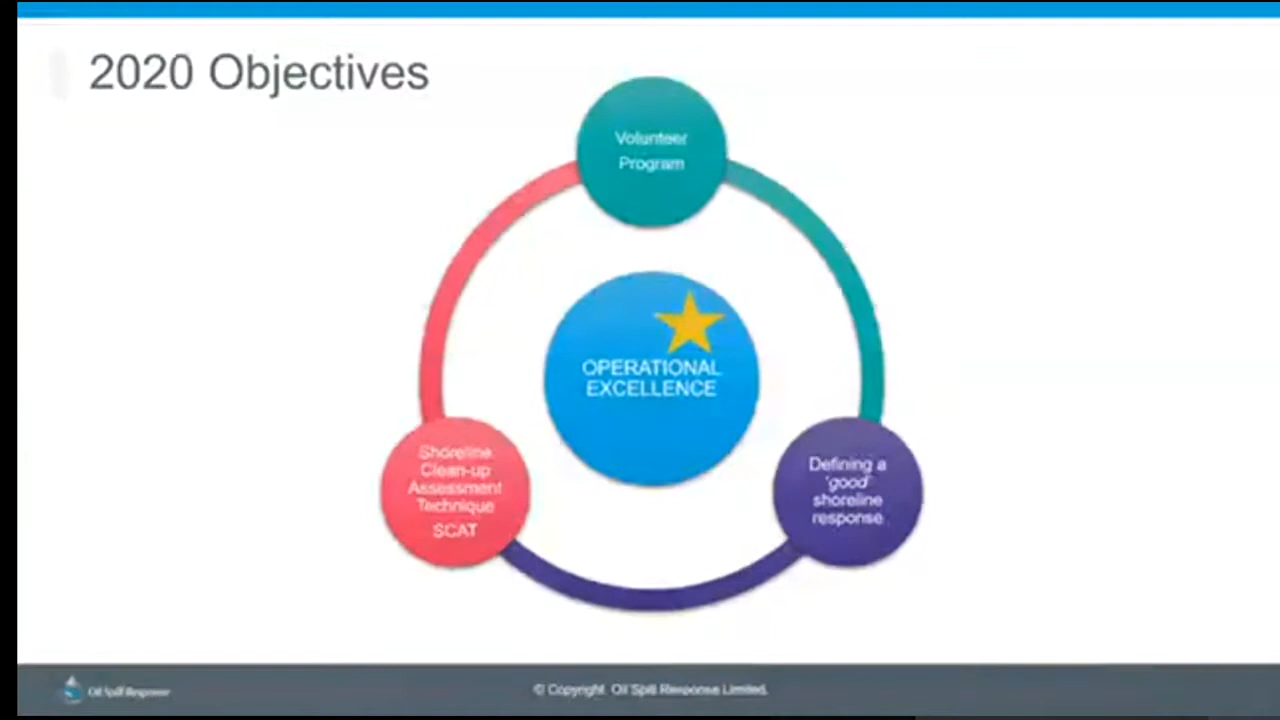 2020 Objectives
Volunteer
Program
OPERATIONAL
EXCELLENCE
Shoreline
Clean-up
Assessment
Technique
SCAT
Defining a
'good'
shoreline
response
Oil Spill Response
© Copyright. Oil Spill Response Limited.